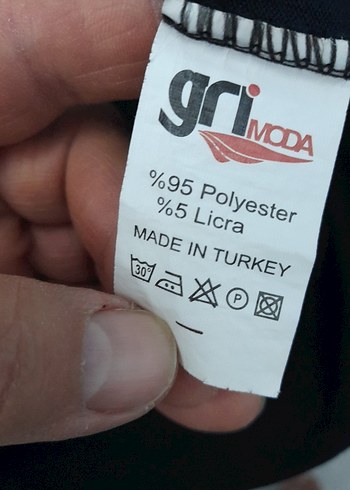 gri MODA
%95 Polyester
%5 Licra
MADE IN TURKEY
30° P